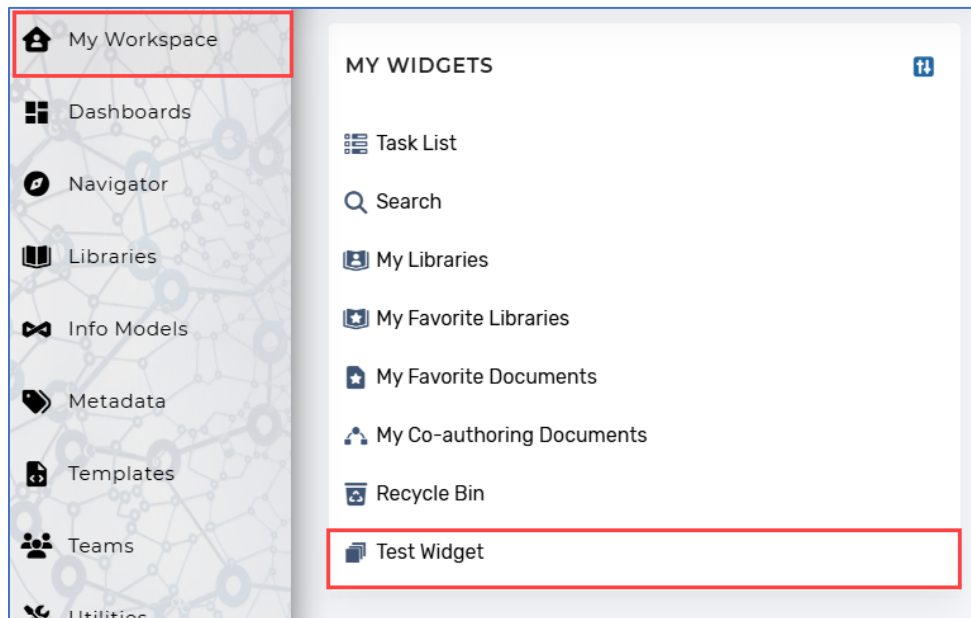 My Workspace
Dashboards
Navigator
Libraries
Info Models
Metadata
Templates
Teams
Utilities
MY WIDGETS
Task List
Search
My Libraries
My Favorite Libraries
My Favorite Documents
My Co-authoring Documents
Recycle Bin
Test Widget